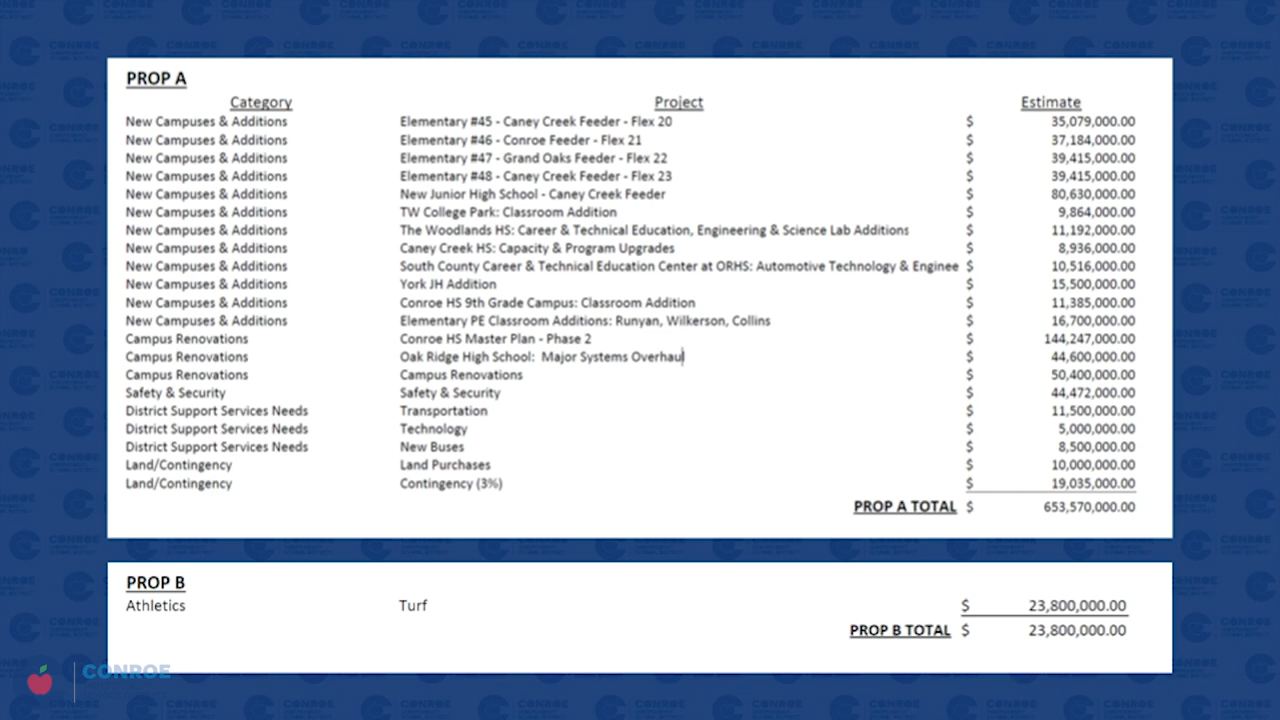 PROP A
Category Project Estimate
New Campuses & Additions Elementary #45 - Caney Creek Feeder - Flex 20 $ 35,079,000.00
New Campuses & Additions Elementary #46 - Conroe Feeder - Flex 21 $ 37,184,000.00
New Campuses & Additions Elementary #47 - Grand Oaks Feeder - Flex 22 $ 39,415,000.00
New Campuses & Additions Elementary #48 - Caney Creek Feeder - Flex 23 $ 39,415,000.00
New Campuses & Additions New Junior High School - Caney Creek Feeder $ 80,630,000.00
New Campuses & Additions TW College Park: Classroom Addition $ 9,864,000.00
New Campuses & Additions The Woodlands HS: Career & Technical Education, Engineering & Science Lab Additions $ 11,192,000.00
New Campuses & Additions Caney Creek HS: Capacity & Program Upgrades $ 8,936,000.00
New Campuses & Additions South County Career & Technical Education Center at ORHS: Automotive Technology & Enginee $ 10,516,000.00
New Campuses & Additions York JH Addition $ 15,500,000.00
New Campuses & Additions Conroe HS 9th Grade Campus: Classroom Addition $ 11,385,000.00
New Campuses & Additions Elementary PE Classroom Additions: Runyan, Wilkerson, Collins $ 16,700,000.00
Campus Renovations Conroe HS Master Plan - Phase 2 $ 144,247,000.00
Campus Renovations Oak Ridge High School: Major Systems Overhaul $ 44,600,000.00
Campus Renovations Campus Renovations $ 50,400,000.00
Safety & Security Safety & Security $ 44,472,000.00
District Support Services Needs Transportation $ 11,500,000.00
District Support Services Needs Technology $ 5,000,000.00
District Support Services Needs New Buses $ 8,500,000.00
Land/Contingency Land Purchases $ 10,000,000.00
Land/Contingency Contingency (3%) $ 19,035,000.00
PROP A TOTAL $ 653,570,000.00
PROP B
Athletics Turf $ 23,800,000.00
PROP B TOTAL $ 23,800,000.00
CONROE